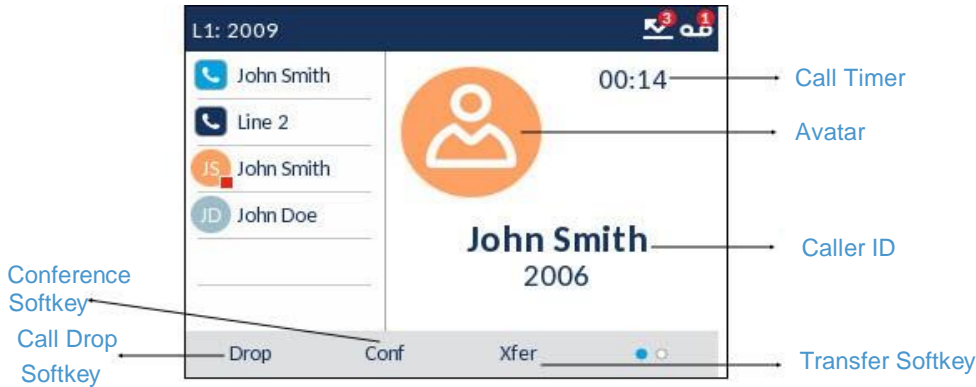 L1: 2009
3
1
John Smith
00:14
Call Timer
Line 2
Avatar
JS John Smith
JD John Doe
John Smith
Caller ID
2006
Conference
Softkey
Call Drop
Softkey
Drop
Conf
Xfer
Transfer Softkey